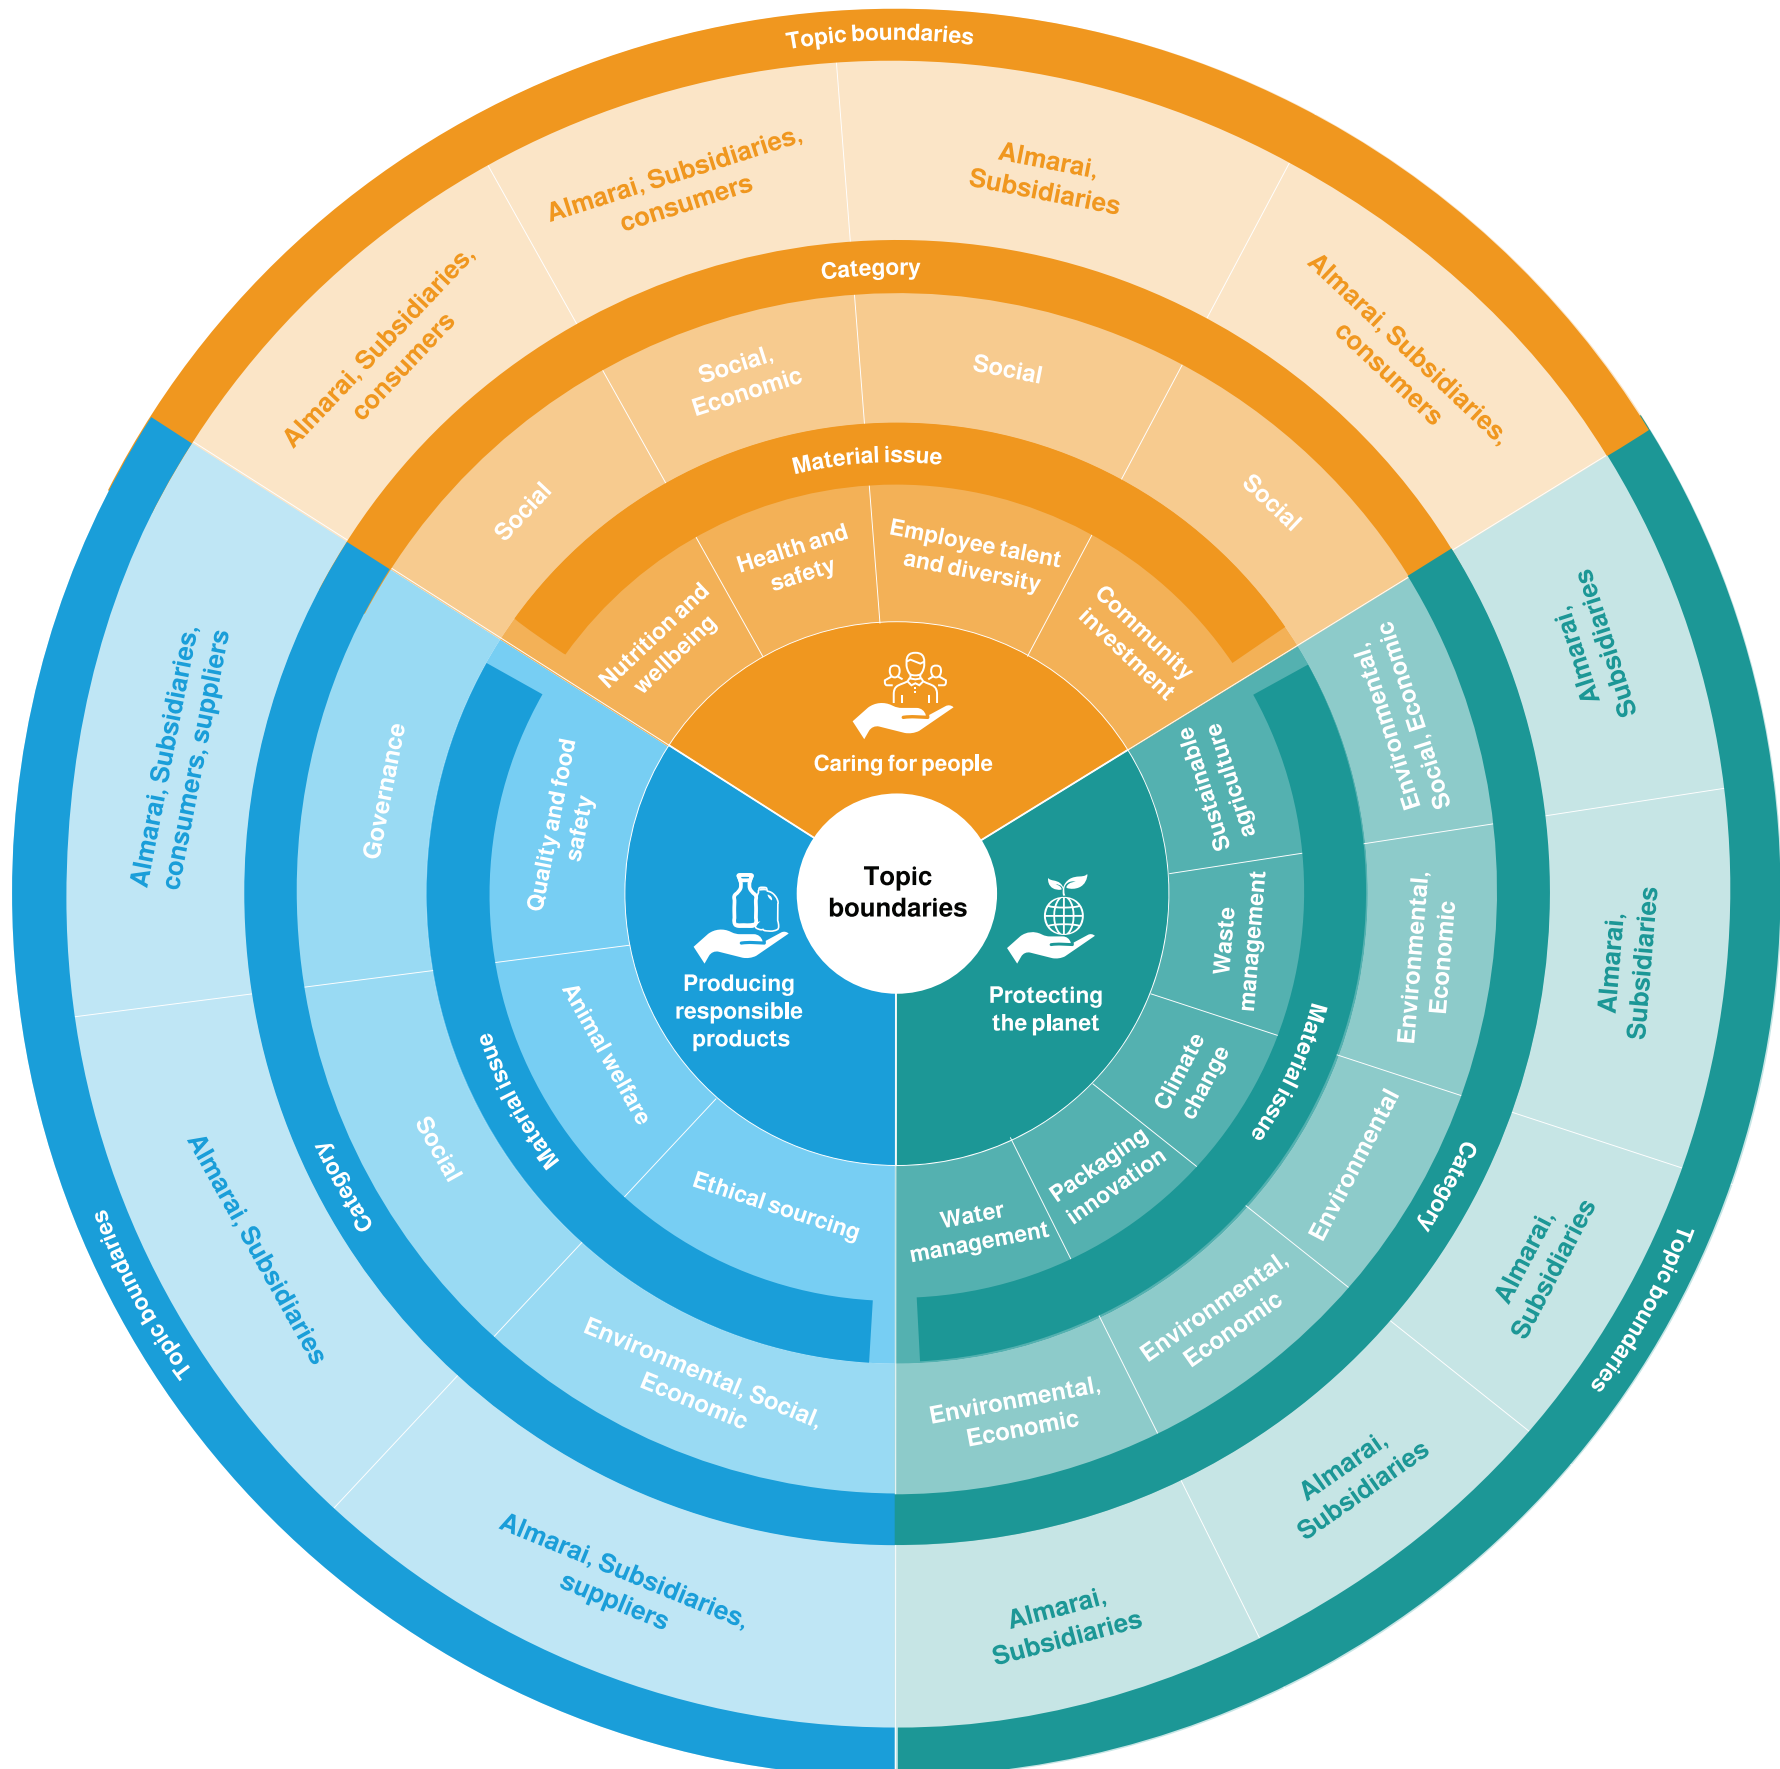 Topic boundaries
Almarai, Subsidiaries,
consumers
Almarai, Subsidiaries,
consumers
Almarai,
Subsidiaries
Almarai, Subsidiaries,
consumers
Category
Social
Social,
Economic
Social
Social
Material issue
Nutrition and
wellbeing
Health and
safety
Employee talent
and diversity
Community
investment
Caring for people
Topic
boundaries
Protecting
the planet
Material issue
Sustainable
agriculture
Waste
management
Climate
change
Packaging
innovation
Water
management
Category
Environmental,
Social, Economic
Environmental,
Economic
Environmental
Environmental,
Economic
Environmental,
Economic
Topic boundaries
Almarai,
Subsidiaries
Almarai,
Subsidiaries
Almarai,
Subsidiaries
Almarai,
Subsidiaries
Almarai,
Subsidiaries
Producing
responsible
products
Material issue
Quality and food
safety
Animal welfare
Ethical sourcing
Category
Governance
Social
Environmental, Social,
Economic
Topic boundaries
Almarai, Subsidiaries,
consumers, suppliers
Almarai, Subsidiaries
Almarai, Subsidiaries,
suppliers